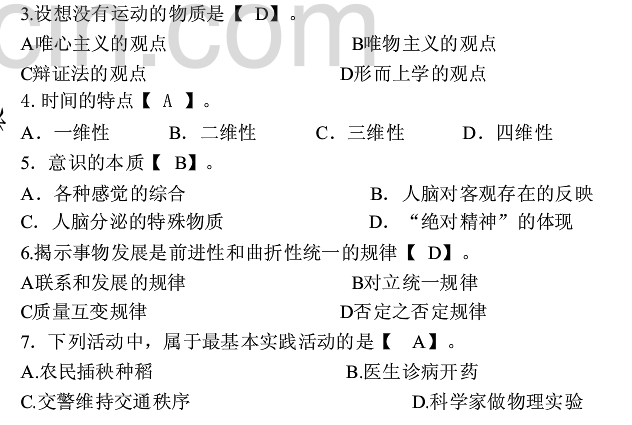 3.设想没有运动的物质是【 D】。
A唯心主义的观点 B唯物主义的观点
C辩证法的观点 D形而上学的观点
4. 时间的特点【 A 】。
A．一维性 B．二维性 C．三维性 D．四维性
5．意识的本质【 B】。
A．各种感觉的综合 B．人脑对客观存在的反映
C．人脑分泌的特殊物质 D．“绝对精神”的体现
6.揭示事物发展是前进性和曲折性统一的规律【 D】。
A联系和发展的规律 B对立统一规律
C质量互变规律 D否定之否定规律
7．下列活动中，属于最基本实践活动的是【 A】。
A.农民插秧种稻 B.医生诊病开药
C.交警维持交通秩序 D.科学家做物理实验